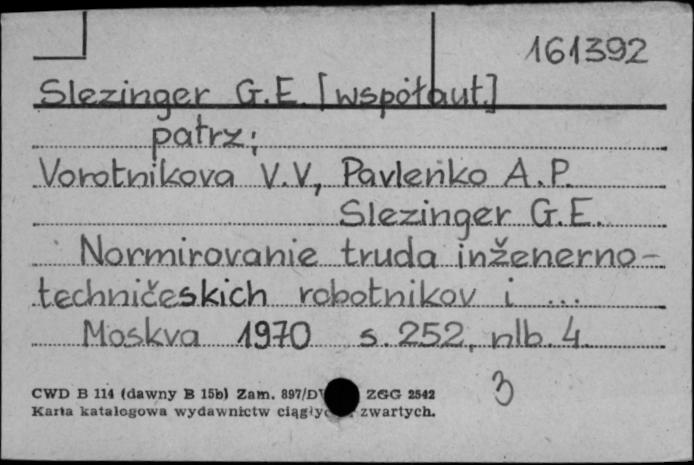 161392
Slezinger G.E. [współaut.]
patrz:
Vorotnikova V.V., Pavlenko A.P.
Slezinger G.E.
Normirovanie truda inženerno-
techničeskich robotnikov i ...
Moskva 1970 s. 252, nlb. 4.
3
CWD B 114 (dawny B 15b) Zam. 897/D ZGG 2542
Karta katalogowa wydawnictw zwartych.